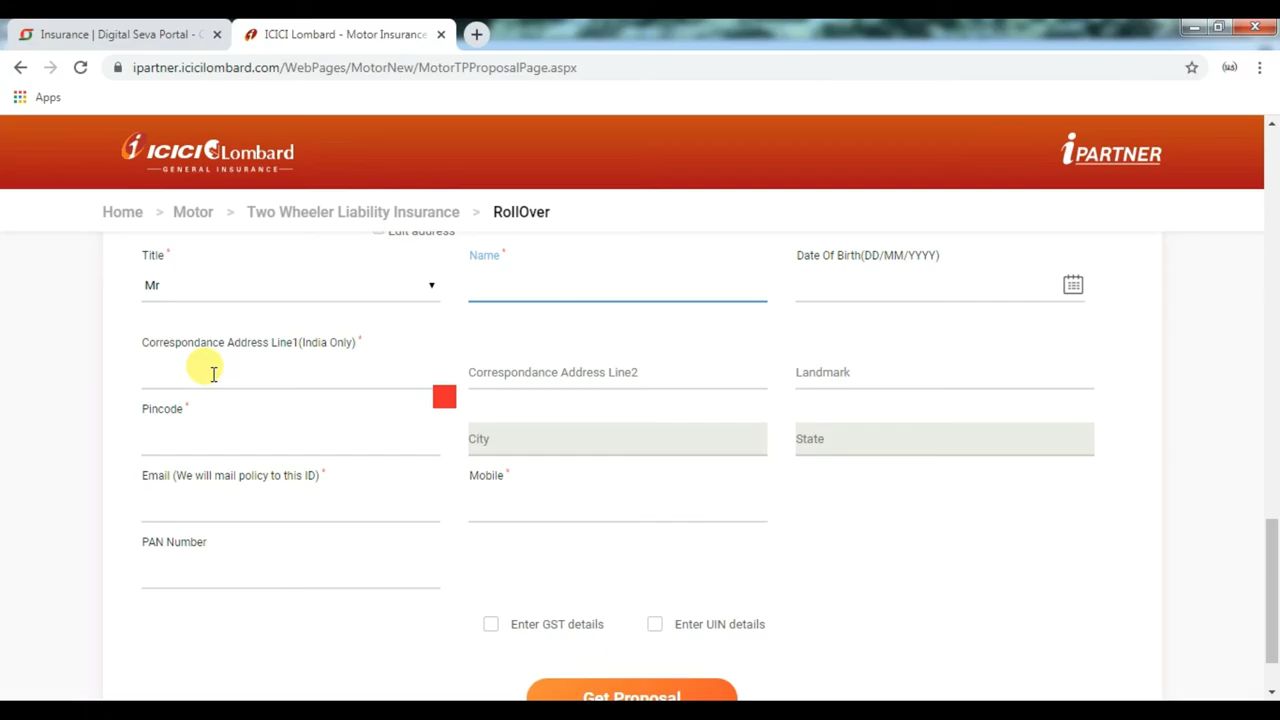 Insurance | Digital Seva Portal - C
ICICI Lombard - Motor Insurance
ipartner.icicilombard.com/WebPages/MotorNew/MotorTPProposalPage.aspx
Apps
ICICI Lombard
GENERAL INSURANCE
iPARTNER
Home > Motor > Two Wheeler Liability Insurance > RollOver
Edit address
Title * Name * Date Of Birth(DD/MM/YYYY)
Mr
Correspondance Address Line1(India Only) *
Correspondance Address Line2 Landmark
Pincode *
City State
Email (We will mail policy to this ID) * Mobile *
PAN Number
Enter GST details Enter UIN details
Get Proposal